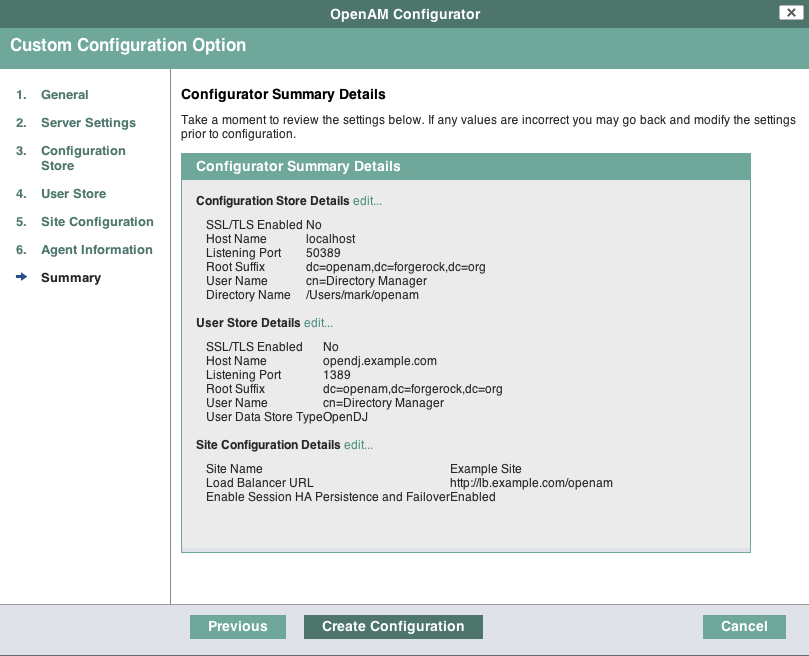 OpenAM Configurator
Custom Configuration Option
1. General
2. Server Settings
3. Configuration
Store
4. User Store
5. Site Configuration
6. Agent Information
Summary
Configurator Summary Details
Take a moment to review the settings below. If any values are incorrect you may go back and modify the settings
prior to configuration.
Configurator Summary Details
Configuration Store Details edit...
SSL/TLS Enabled No
Host Name localhost
Listening Port 50389
Root Suffix dc=openam,dc=forgerock,dc=org
User Name cn=Directory Manager
Directory Name /Users/mark/openam
User Store Details edit...
SSL/TLS Enabled No
Host Name opendj.example.com
Listening Port 1389
Root Suffix dc=openam,dc=forgerock,dc=org
User Name cn=Directory Manager
User Data Store TypeOpenDJ
Site Configuration Details edit...
Site Name Example Site
Load Balancer URL http://lb.example.com/openam
Enable Session HA Persistence and FailoverEnabled
Previous
Create Configuration
Cancel